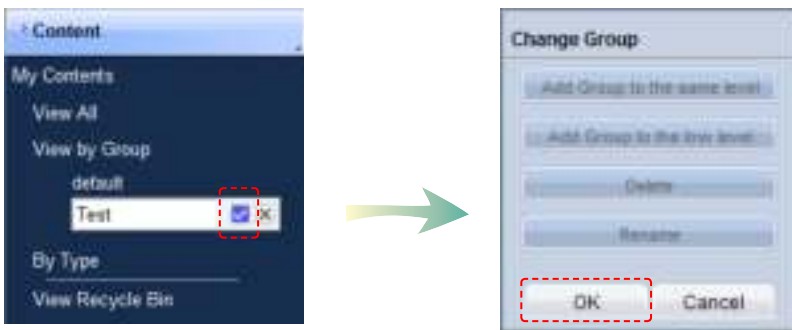 Content
My Contents
View All
View by Group
default
Test
By Type
View Recycle Bin
Change Group
Add Group to the same level
Add Group to the low level
Delete
Rename
OK
Cancel